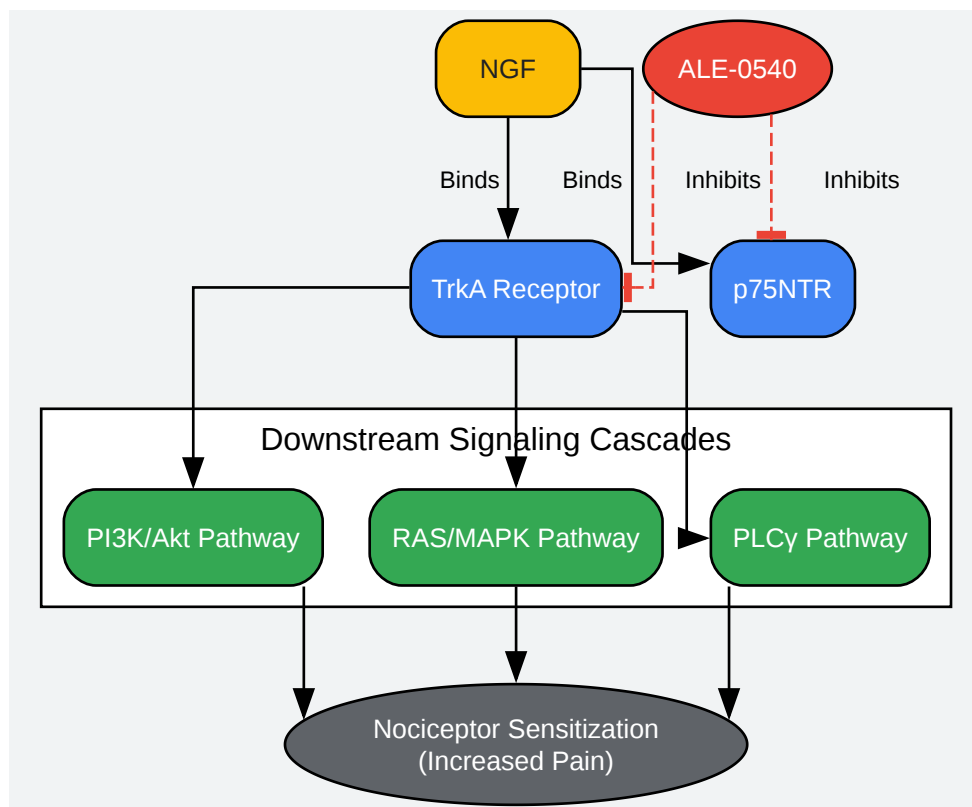 NGF
ALE-0540
Binds
Binds
Inhibits
Inhibits
TrkA Receptor
p75NTR
Downstream Signaling Cascades
PI3K/Akt Pathway
RAS/MAPK Pathway
PLCγ Pathway
Nociceptor Sensitization
(Increased Pain)